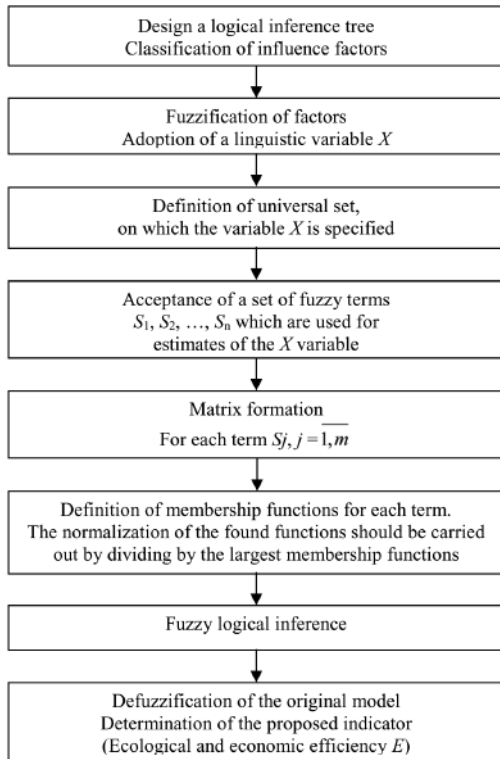 Design a logical inference tree
Classification of influence factors
Fuzzification of factors
Adoption of a linguistic variable X
Definition of universal set,
on which the variable X is specified
Acceptance of a set of fuzzy terms
S₁, S₂, …, Sₙ which are used for
estimates of the X variable
Matrix formation
For each term Sj, j = 1, m
Definition of membership functions for each term.
The normalization of the found functions should be carried
out by dividing by the largest membership functions
Fuzzy logical inference
Defuzzification of the original model
Determination of the proposed indicator
(Ecological and economic efficiency E)